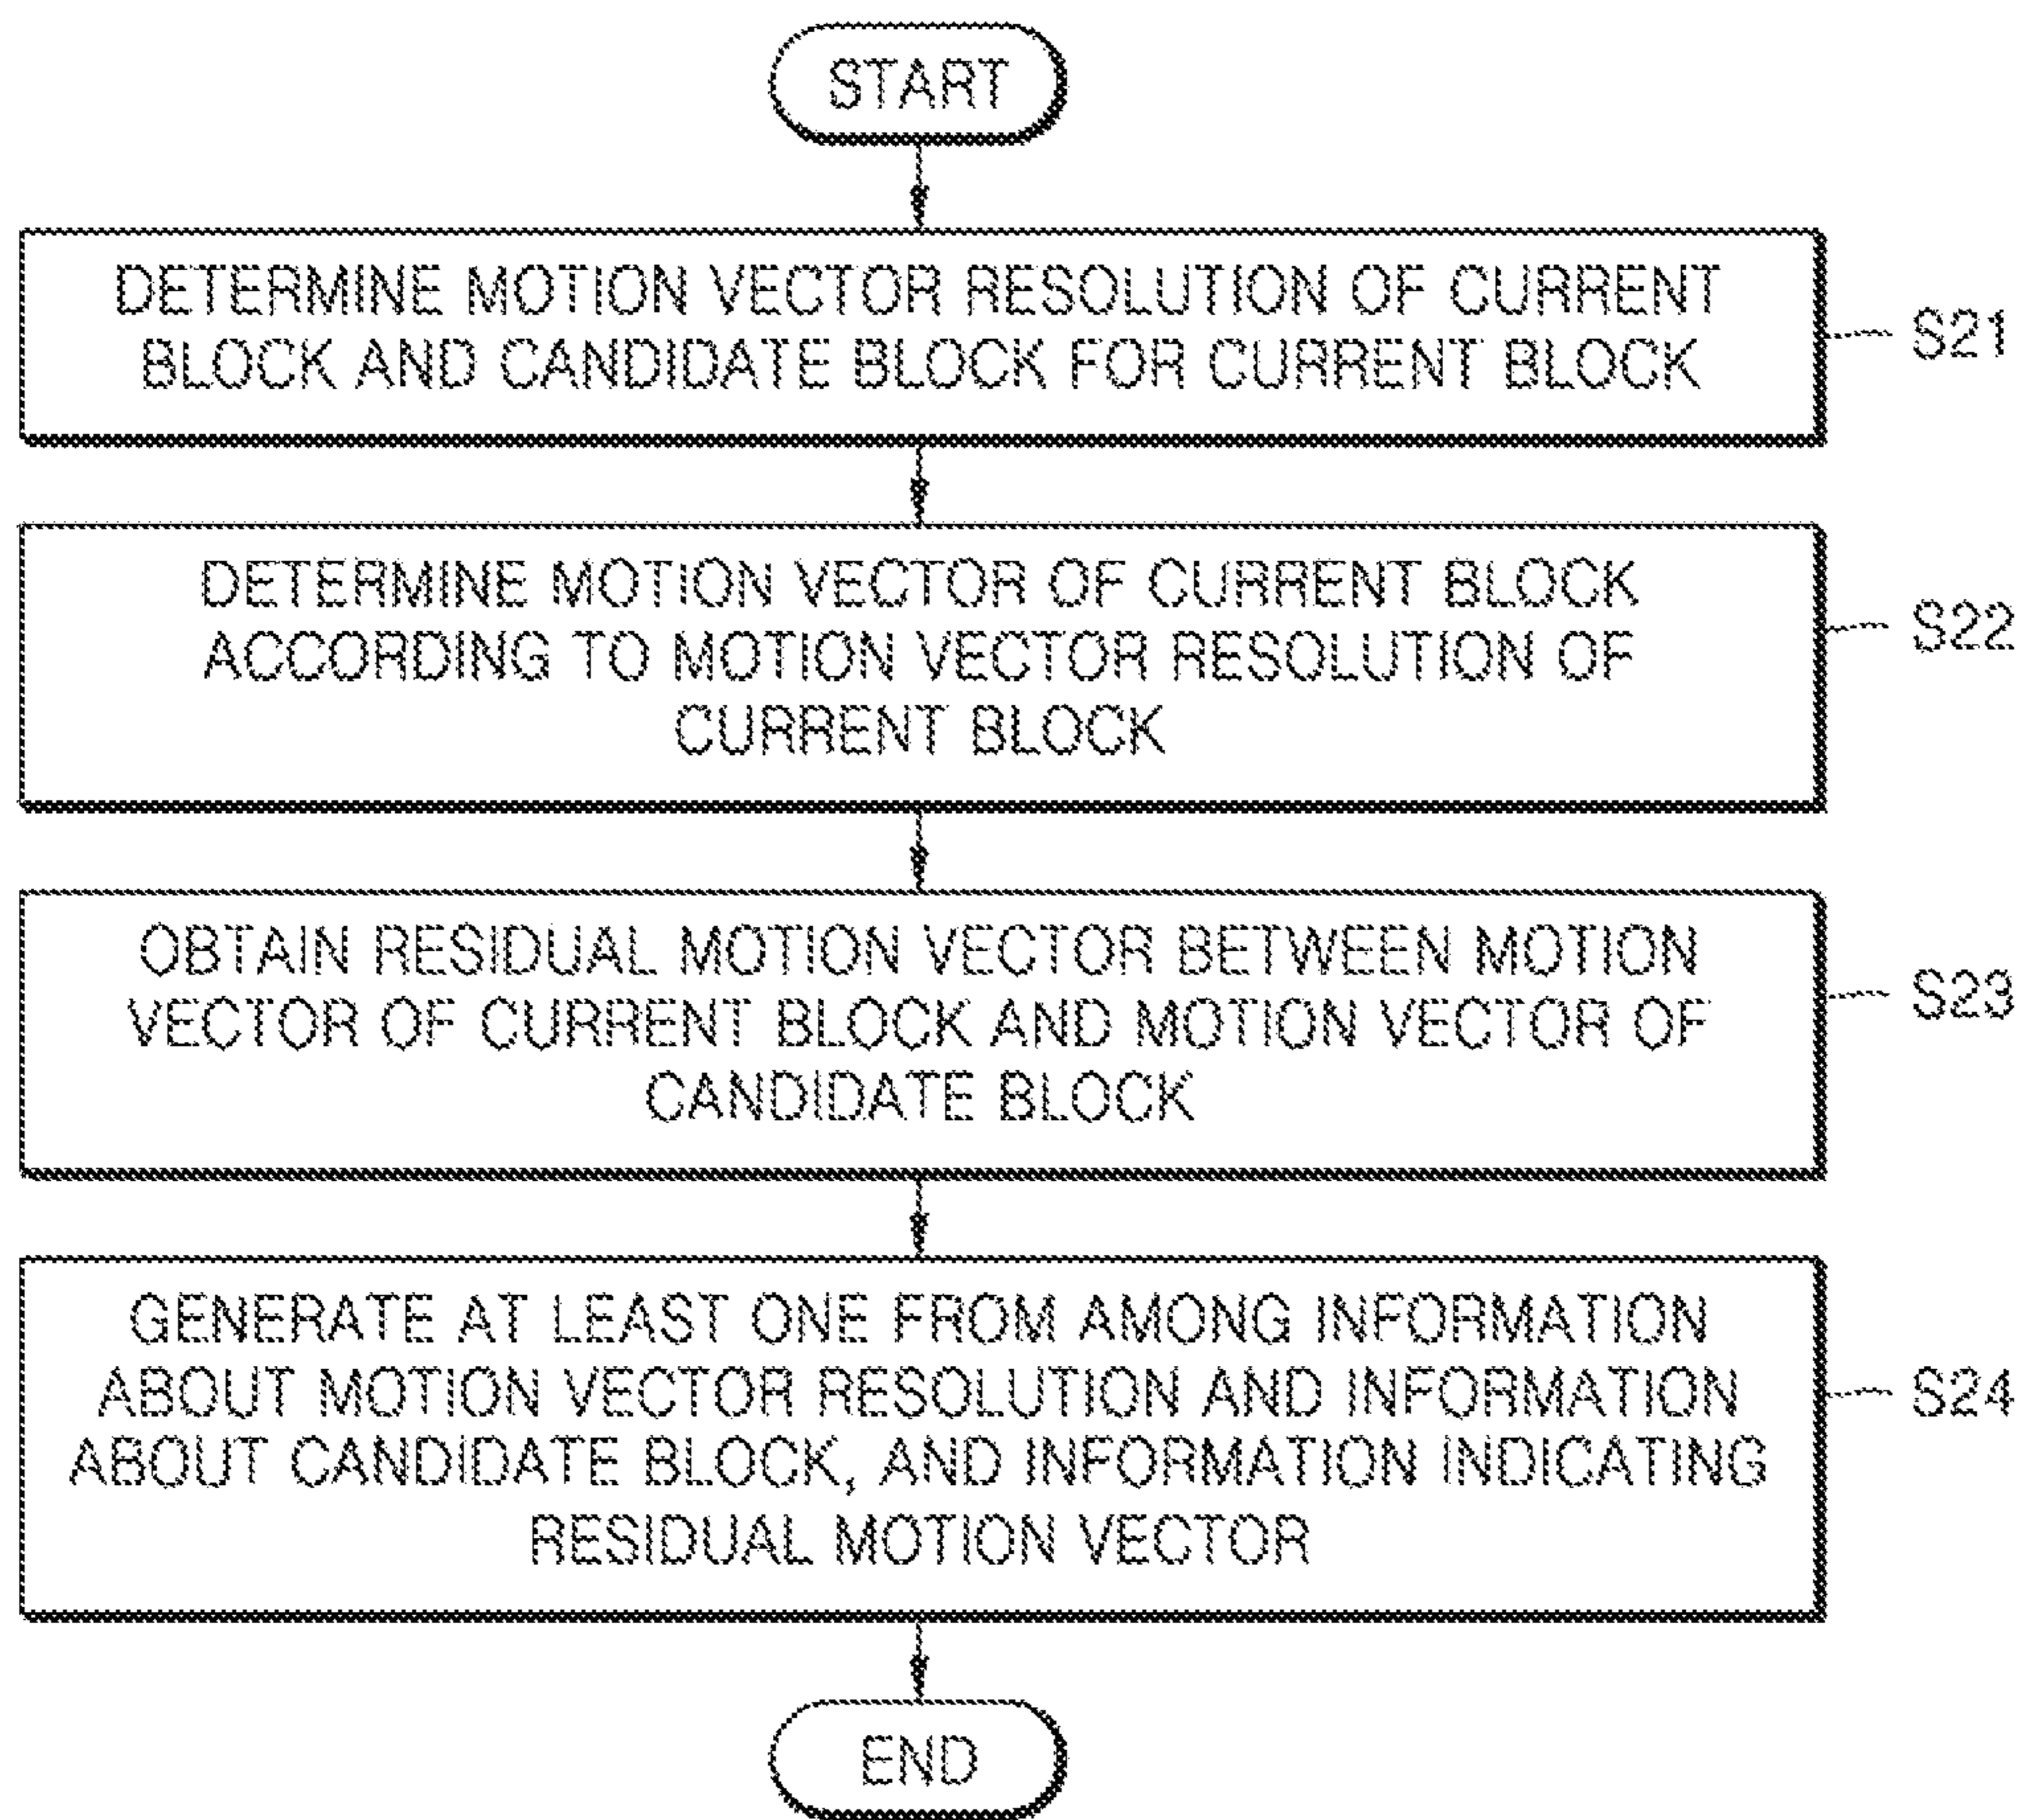 START
DETERMINE MOTION VECTOR RESOLUTION OF CURRENT
BLOCK AND CANDIDATE BLOCK FOR CURRENT BLOCK
S21
DETERMINE MOTION VECTOR OF CURRENT BLOCK
ACCORDING TO MOTION VECTOR RESOLUTION OF
CURRENT BLOCK
S22
OBTAIN RESIDUAL MOTION VECTOR BETWEEN MOTION
VECTOR OF CURRENT BLOCK AND MOTION VECTOR OF
CANDIDATE BLOCK
S23
GENERATE AT LEAST ONE FROM AMONG INFORMATION
ABOUT MOTION VECTOR RESOLUTION AND INFORMATION
ABOUT CANDIDATE BLOCK, AND INFORMATION INDICATING
RESIDUAL MOTION VECTOR
S24
END